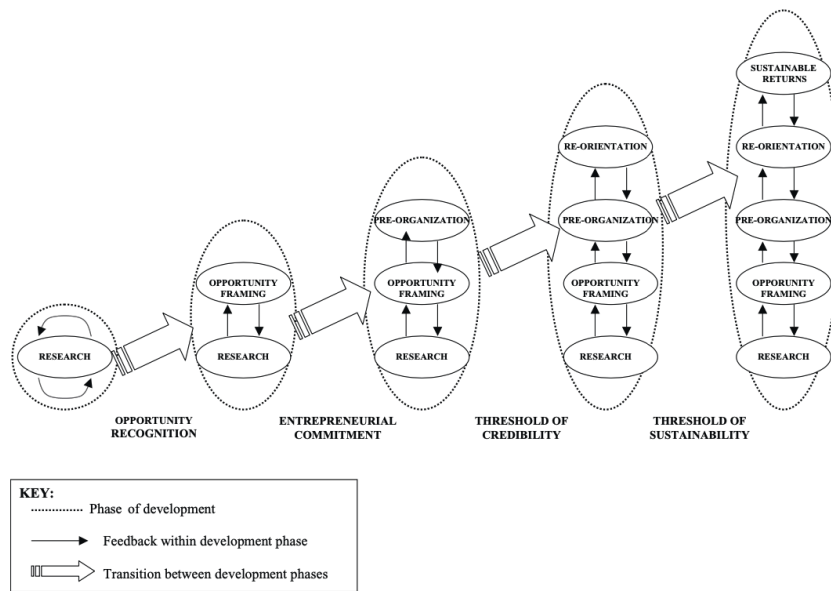 SUSTAINABLE
RETURNS
RE-ORIENTATION
RE-ORIENTATION
PRE-ORGANIZATION
PRE-ORGANIZATION
PRE-ORGANIZATION
OPPORTUNITY
FRAMING
OPPORTUNITY
FRAMING
OPPORTUNITY
FRAMING
OPPORUNITY
FRAMING
RESEARCH
RESEARCH
RESEARCH
RESEARCH
RESEARCH
OPPORTUNITY
RECOGNITION
ENTREPRENEURIAL
COMMITMENT
THRESHOLD OF
CREDIBILITY
THRESHOLD OF
SUSTAINABILITY
KEY:
Phase of development
Feedback within development phase
Transition between development phases